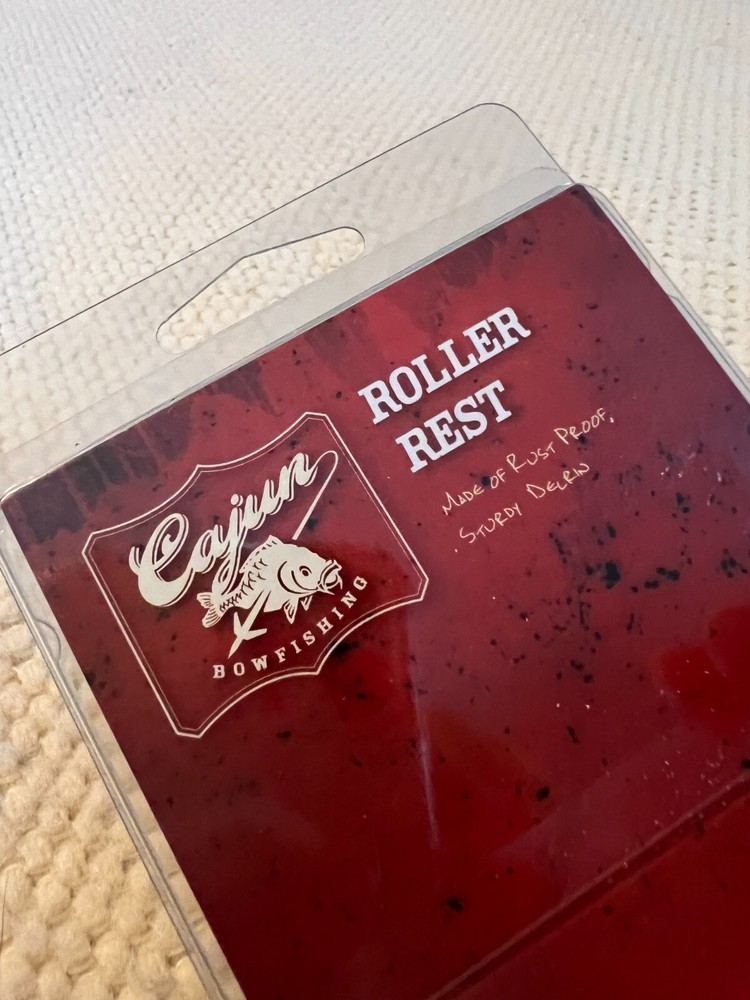 ROLLER
REST
MADE OF RUST PROOF,
STURDY DELRIN
Cajun
BOWFISHING